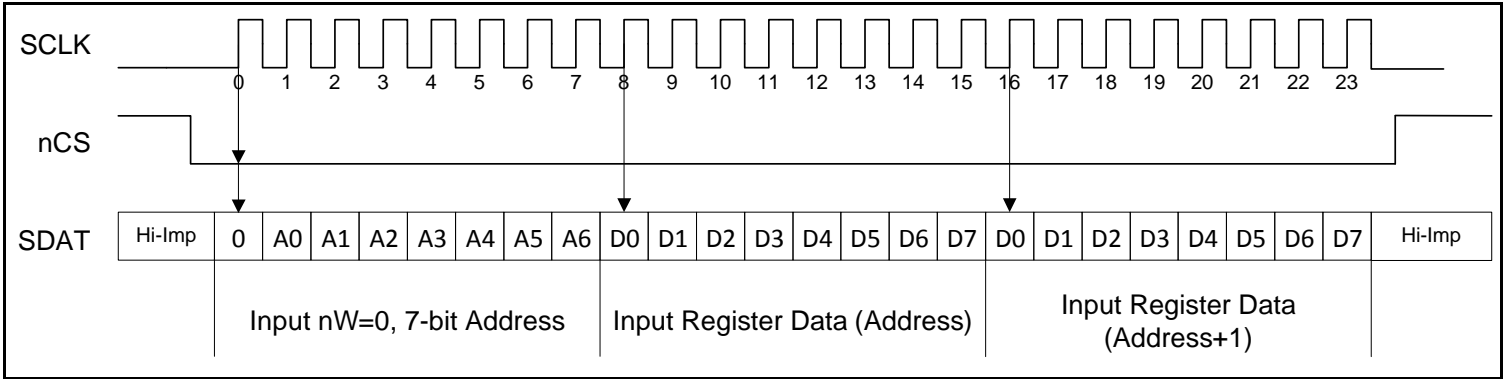 SCLK
0 1 2 3 4 5 6 7 8 9 10 11 12 13 14 15 16 17 18 19 20 21 22 23
nCS
SDAT Hi-Imp 0 A0 A1 A2 A3 A4 A5 A6 D0 D1 D2 D3 D4 D5 D6 D7 D0 D1 D2 D3 D4 D5 D6 D7 Hi-Imp
Input nW=0, 7-bit Address
Input Register Data (Address)
Input Register Data
(Address+1)